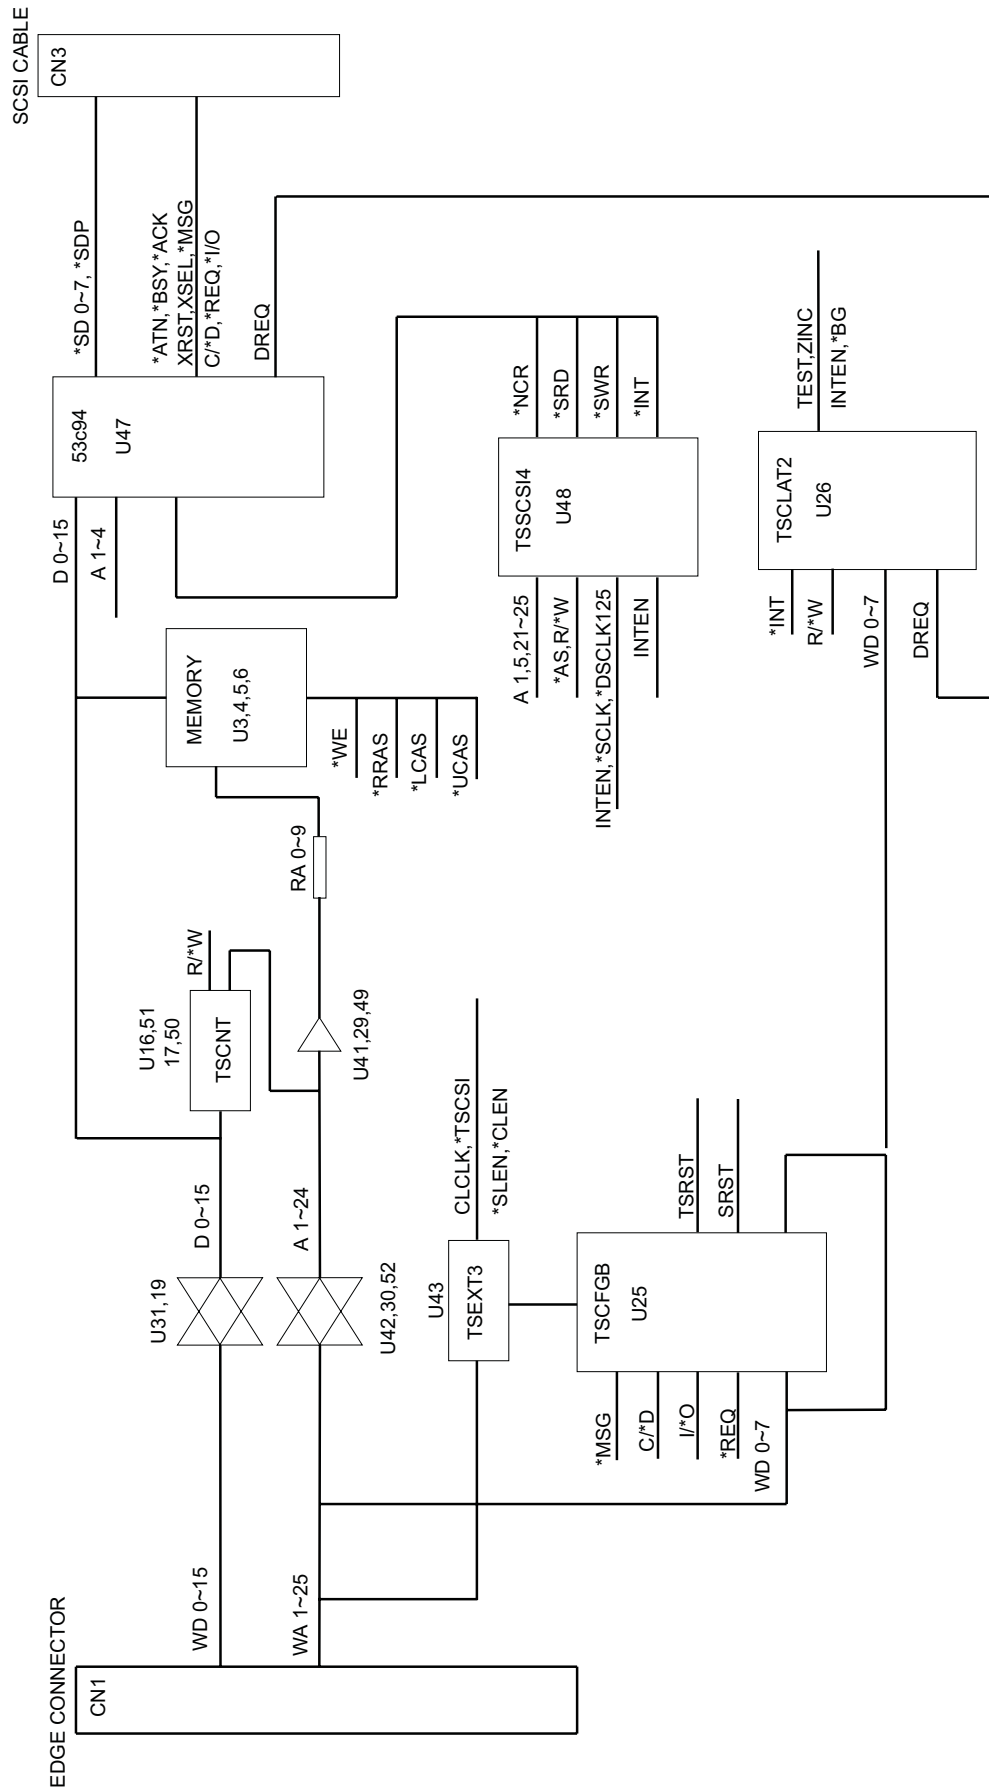 EDGE CONNECTOR
CN1
WD 0~15
WA 1~25
U31,19
U42,30,52
D 0~15
A 1~24
U16,51
17,50
TSCNT
R/*W
U41,29,49
RA 0~9
MEMORY
U3,4,5,6
*WE
*RRAS
*LCAS
*UCAS
D 0~15
A 1~4
53c94
U47
*SD 0~7, *SDP
*ATN,*BSY,*ACK
XRST,XSEL,*MSG
C/*D,*REQ,*I/O
DREQ
SCSI CABLE
CN3
U43
TSEXT3
CLCLK,*TSCSI
*SLEN,*CLEN
*MSG
C/*D
I/*O
*REQ
WD 0~7
TSCFGB
U25
TSRST
SRST
A 1,5,21~25
*AS,R/*W
INTEN,*SCLK,*DSCLK125
INTEN
TSSCSI4
U48
*NCR
*SRD
*SWR
*INT
*INT
R/*W
WD 0~7
DREQ
TSCLAT2
U26
TEST,ZINC
INTEN,*BG